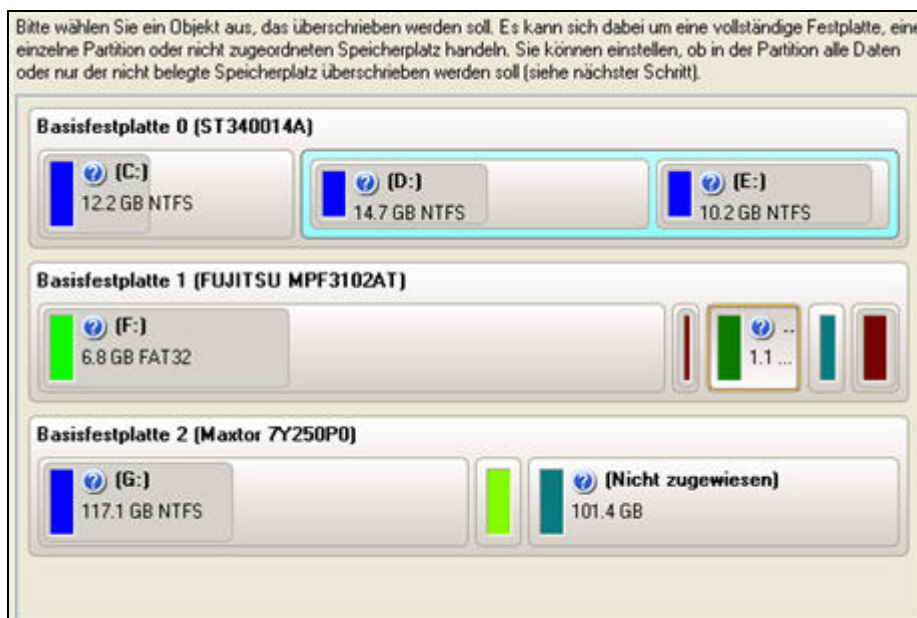 Bitte wählen Sie ein Objekt aus, das überschrieben werden soll. Es kann sich dabei um eine vollständige Festplatte, eine
einzelne Partition oder nicht zugeordneten Speicherplatz handeln. Sie können einstellen, ob in der Partition alle Daten
oder nur der nicht belegte Speicherplatz überschrieben werden soll (siehe nächster Schritt).
Basisfestplatte 0 (ST340014A)
(C:)
12.2 GB NTFS
(D:)
14.7 GB NTFS
(E:)
10.2 GB NTFS
Basisfestplatte 1 (FUJITSU MPF3102AT)
(F:)
6.8 GB FAT32
..
1.1 ...
Basisfestplatte 2 (Maxtor 7Y250P0)
(G:)
117.1 GB NTFS
(Nicht zugewiesen)
101.4 GB